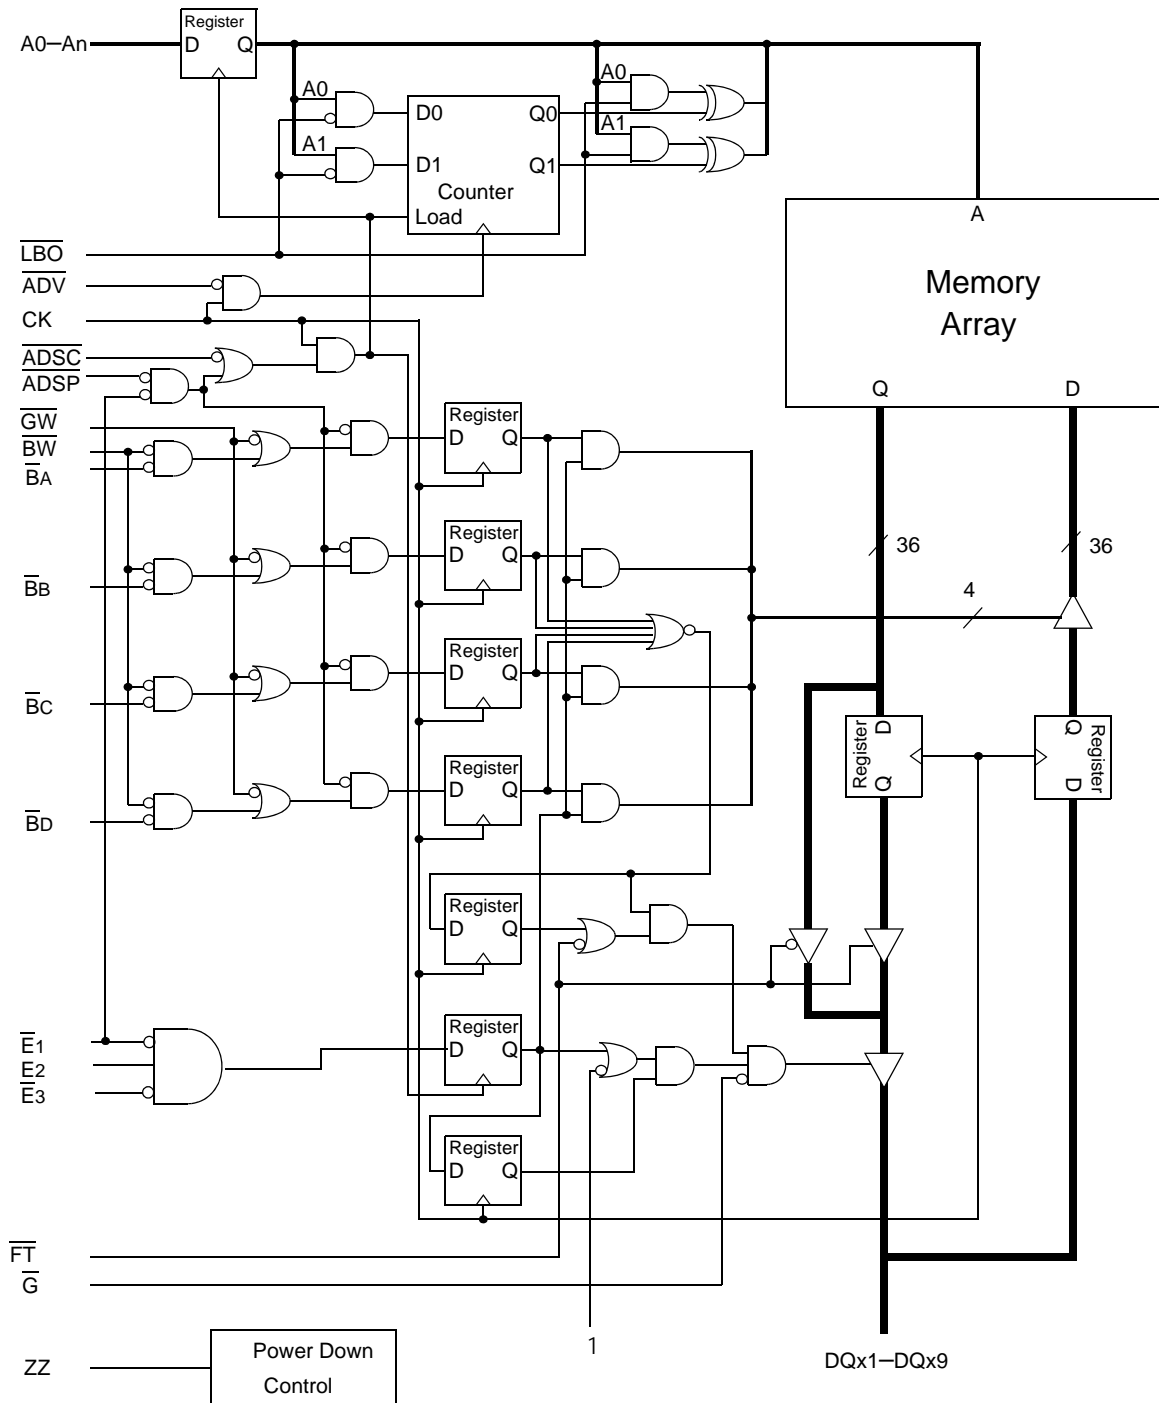 Register
A0–An
D Q
A0
A0
D0 Q0
A1
A1
D1 Q1
Counter
Load
A
LBO
ADV
Memory
CK
Array
ADSC
ADSP
Q D
GW
Register
BW
D Q
BA
Register
36
36
D Q
BB
4
Register
D Q
BC
D
Register
Q
Q
Register
D
Register
D Q
BD
Register
D Q
Register
E1
D Q
E2
E3
Register
D Q
FT
G
1
Power Down
DQx1–DQx9
ZZ
Control